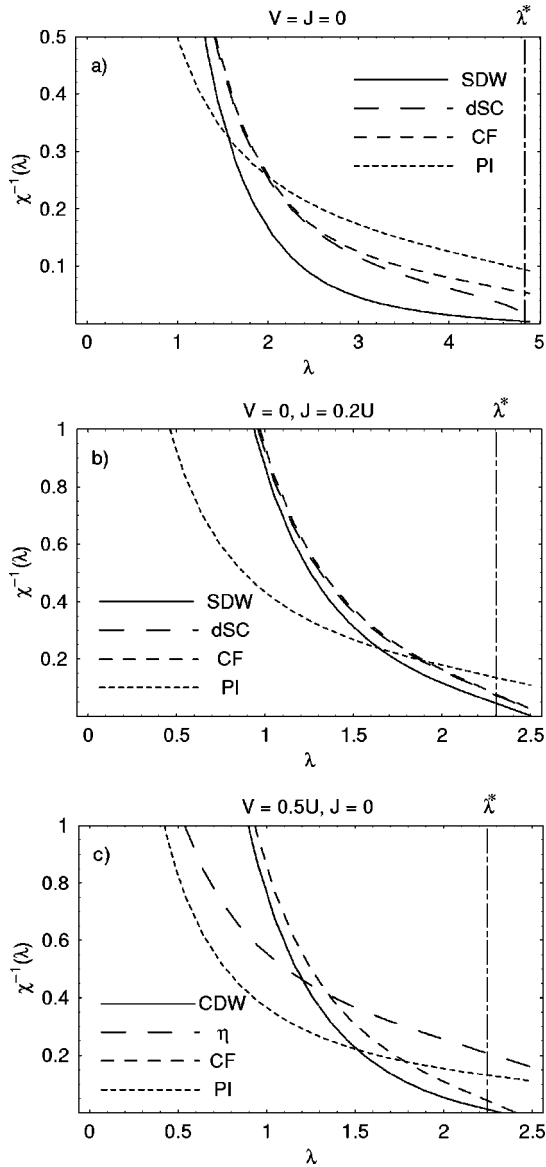 V = J = 0
λ*
a)
SDW
dSC
CF
PI
χ⁻¹(λ)
0.5
0.4
0.3
0.2
0.1
0 1 2 3 4 5
λ
V = 0, J = 0.2U
λ*
b)
χ⁻¹(λ)
1
0.8
0.6
0.4
0.2
SDW
dSC
CF
PI
0 0.5 1 1.5 2 2.5
λ
V = 0.5U, J = 0
λ*
c)
χ⁻¹(λ)
1
0.8
0.6
0.4
0.2
CDW
η
CF
PI
0 0.5 1 1.5 2 2.5
λ